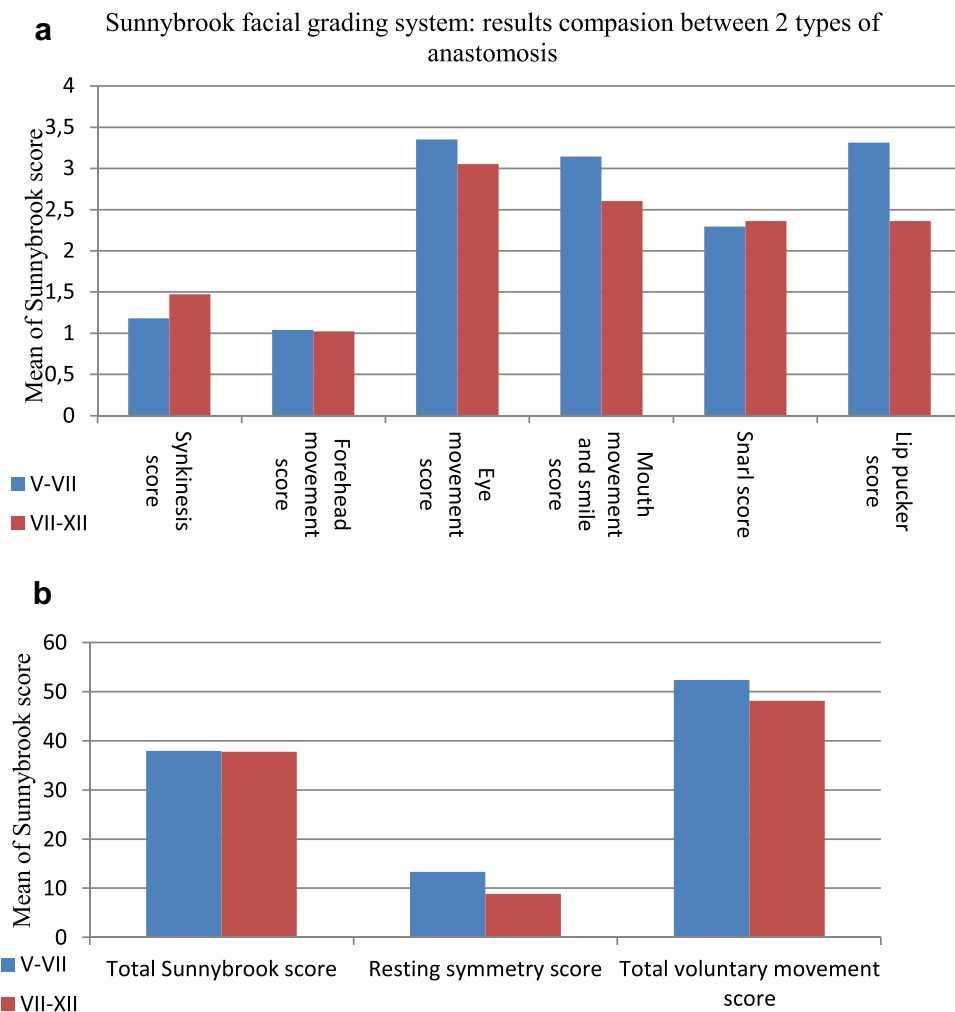 a
Sunnybrook facial grading system: results compasion between 2 types of
anastomosis
Mean of Sunnybrook score
4
3,5
3
2,5
2
1,5
1
0,5
0
Synkinesis
score
Forehead
movement
score
Eye
movement
score
Mouth
movement
and smile
score
Snarl score
Lip pucker
score
V-VII
VII-XII
b
Mean of Sunnybrook score
60
50
40
30
20
10
0
Total Sunnybrook score
Resting symmetry score
Total voluntary movement
score
V-VII
VII-XII